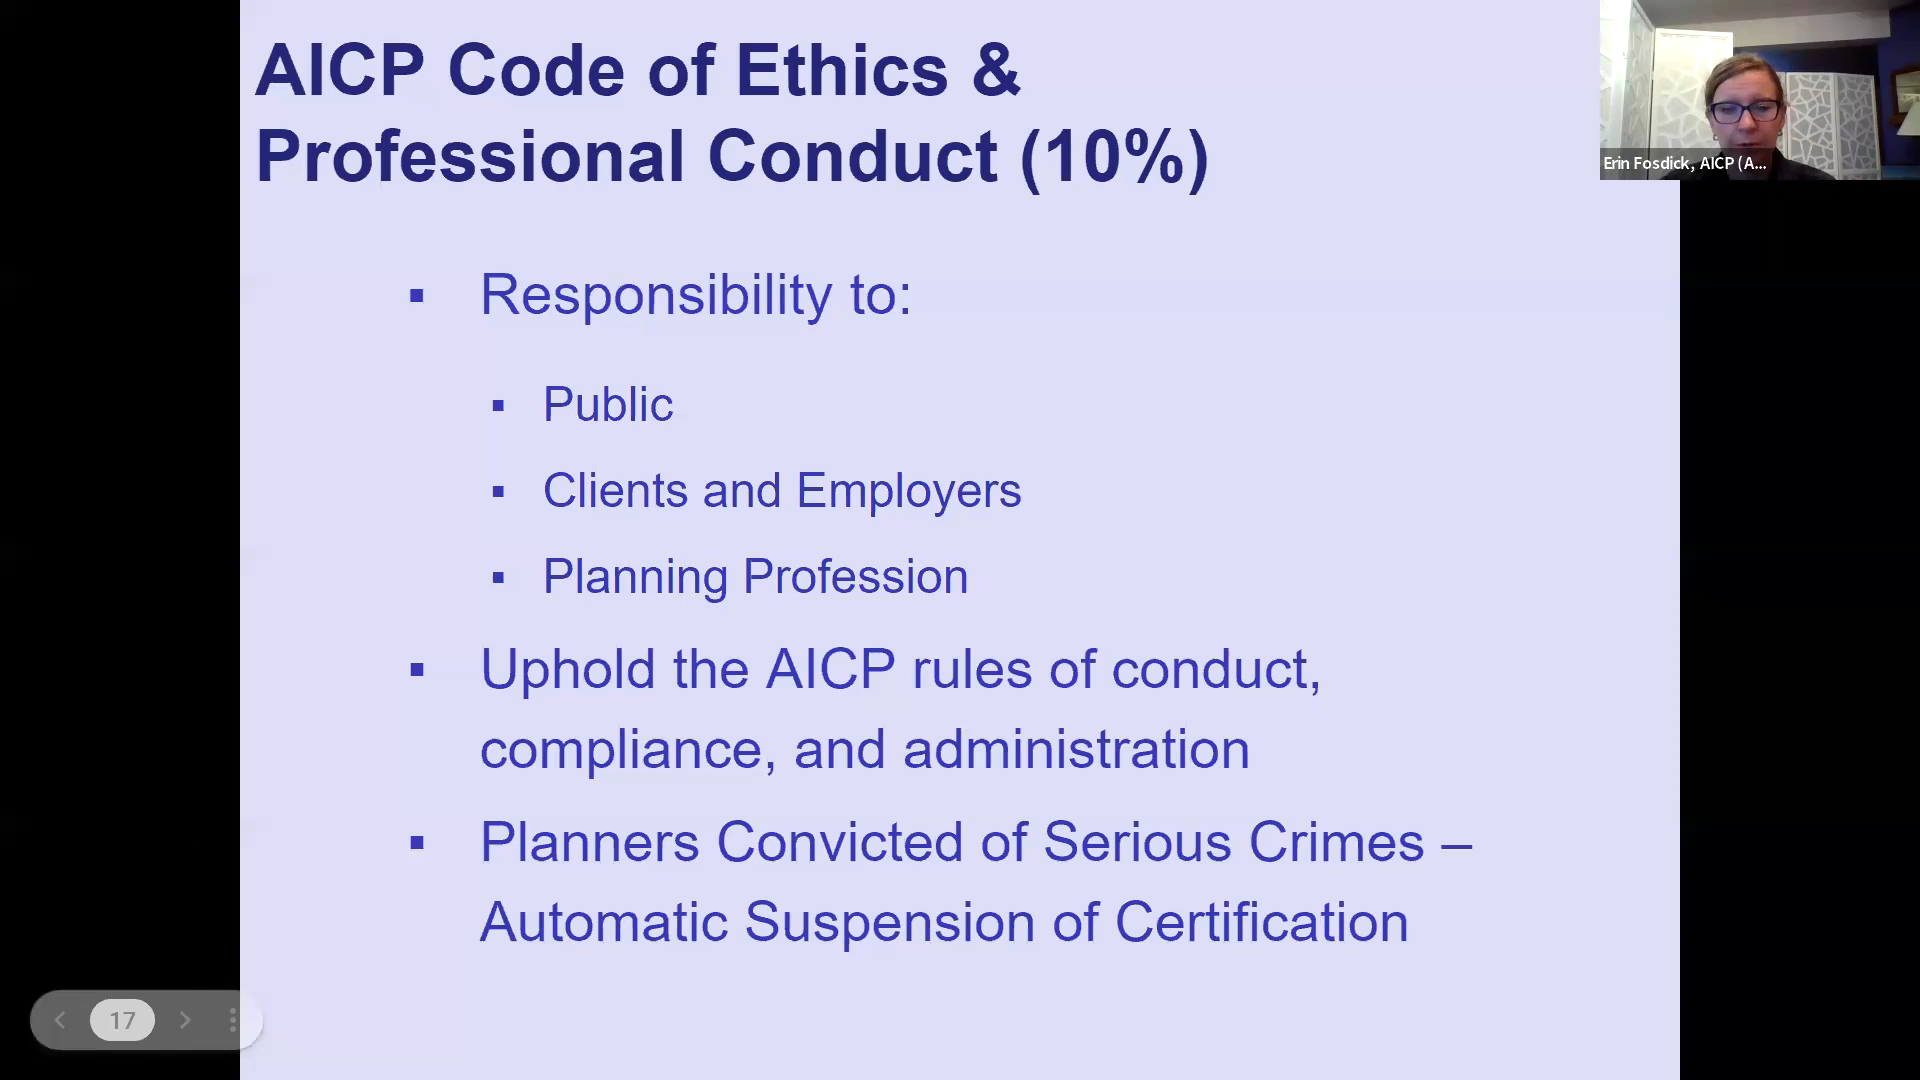 AICP Code of Ethics &
Professional Conduct (10%)
Erin Fosdick, AICP (A...
▪ Responsibility to:
▪ Public
▪ Clients and Employers
▪ Planning Profession
▪ Uphold the AICP rules of conduct,
compliance, and administration
▪ Planners Convicted of Serious Crimes –
Automatic Suspension of Certification
17